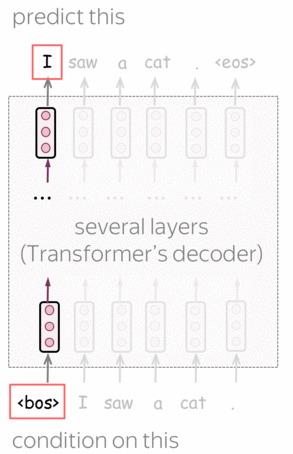 predict this
I saw a cat . <eos>
... ... ... ... ... ...
several layers
(Transformer's decoder)
<bos> I saw a cat .
condition on this